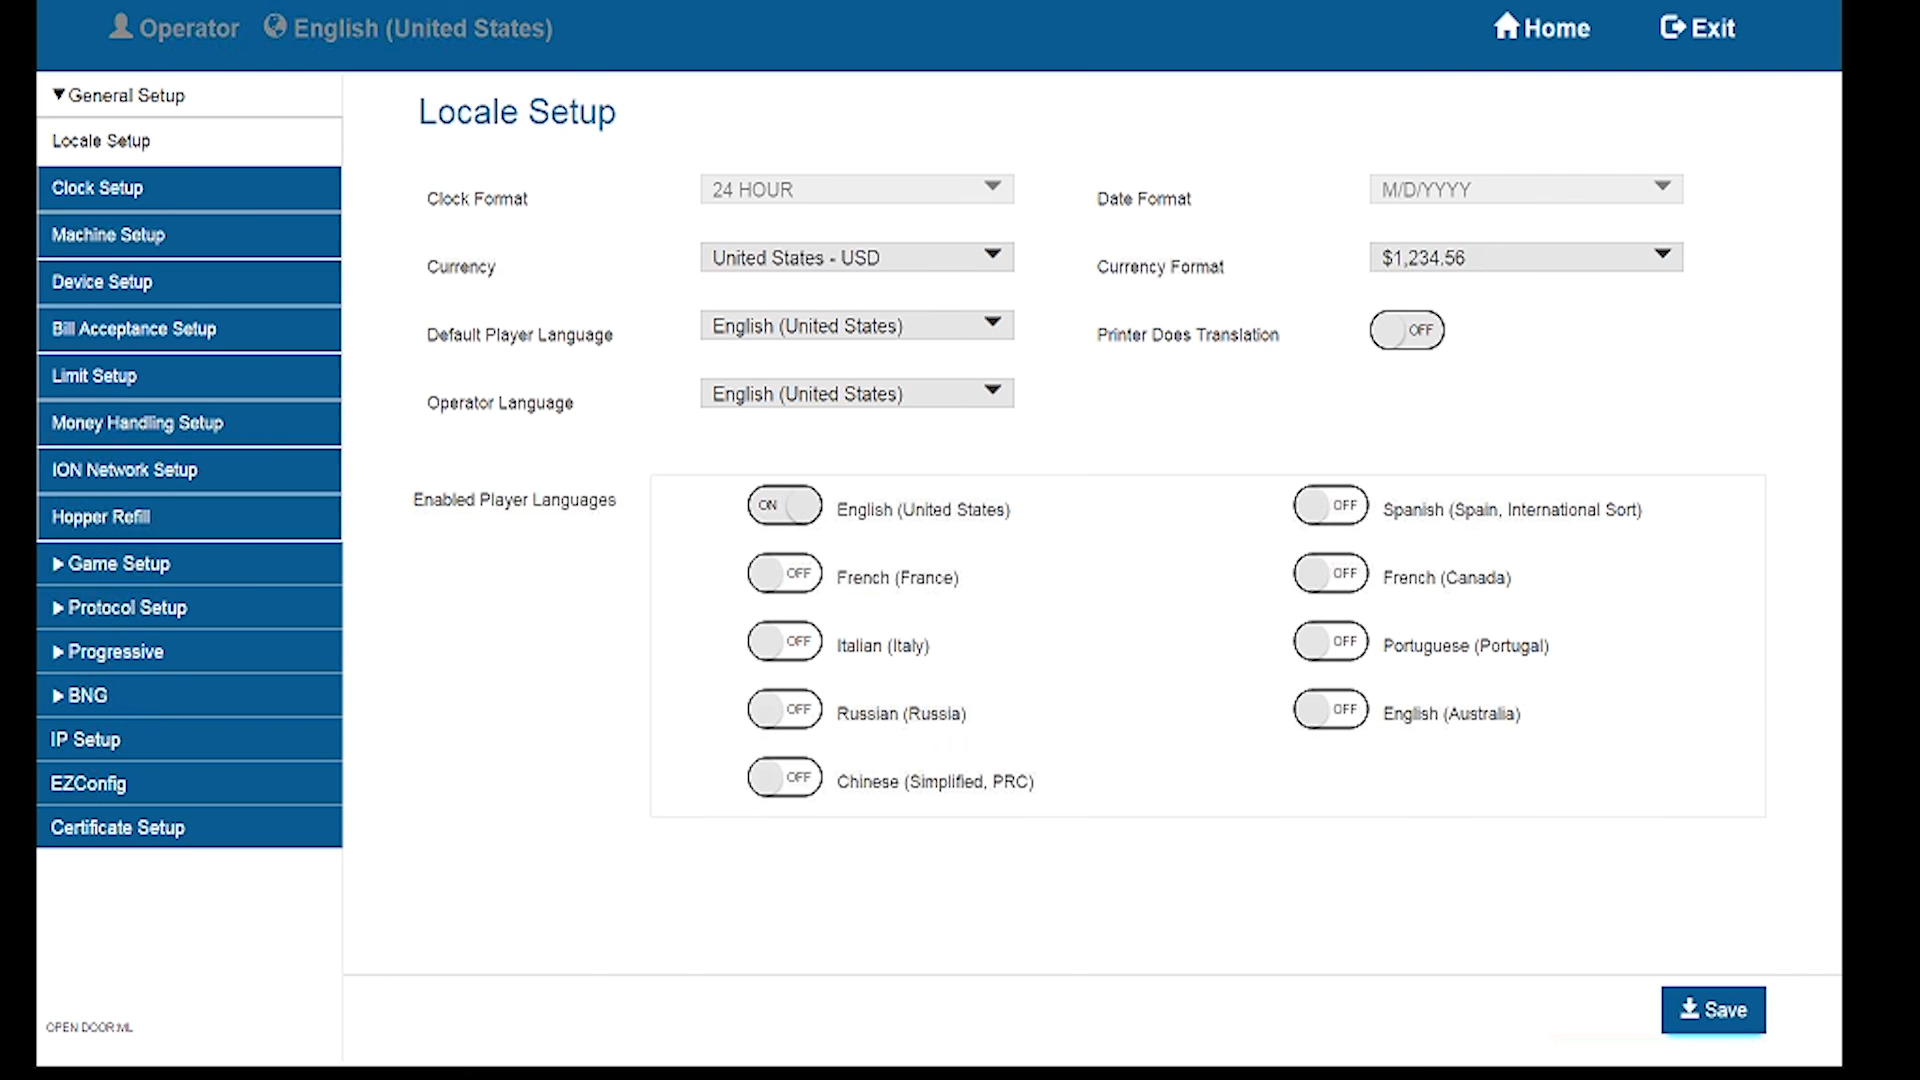 Operator English (United States) Home Exit
▼General Setup
Locale Setup
Clock Setup
Machine Setup
Device Setup
Bill Acceptance Setup
Limit Setup
Money Handling Setup
ION Network Setup
Hopper Refill
▶Game Setup
▶Protocol Setup
▶Progressive
▶BNG
IP Setup
EZConfig
Certificate Setup
OPEN DOOR:ML
Locale Setup
Clock Format 24 HOUR Date Format M/D/YYYY
Currency United States - USD Currency Format $1,234.56
Default Player Language English (United States) Printer Does Translation OFF
Operator Language English (United States)
Enabled Player Languages
ON English (United States) OFF Spanish (Spain, International Sort)
OFF French (France) OFF French (Canada)
OFF Italian (Italy) OFF Portuguese (Portugal)
OFF Russian (Russia) OFF English (Australia)
OFF Chinese (Simplified, PRC)
Save